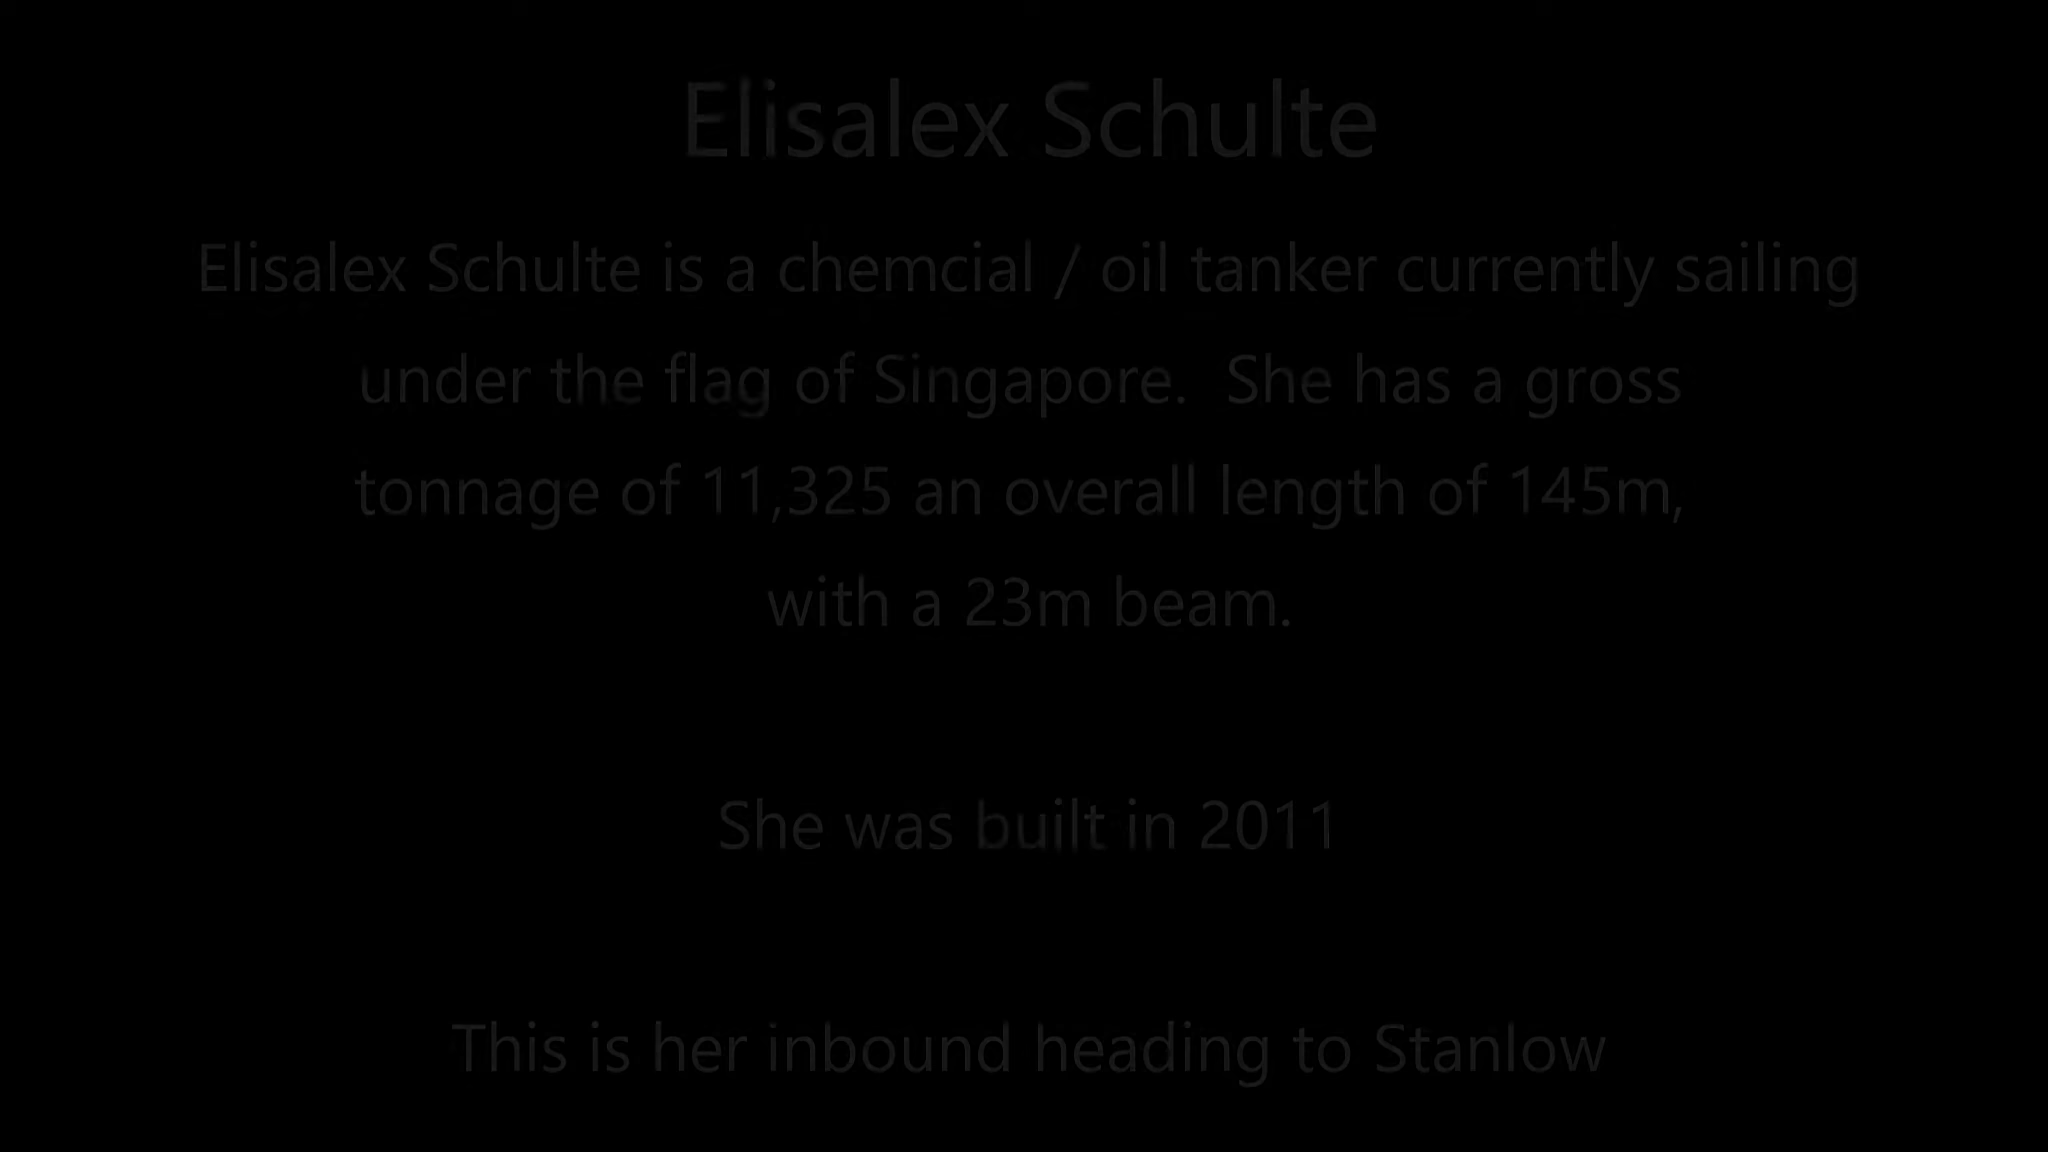 Elisalex Schulte
Elisalex Schulte is a chemcial / oil tanker currently sailing
under the flag of Singapore.  She has a gross
tonnage of 11,325 an overall length of 145m,
with a 23m beam.
She was built in 2011
This is her inbound heading to Stanlow